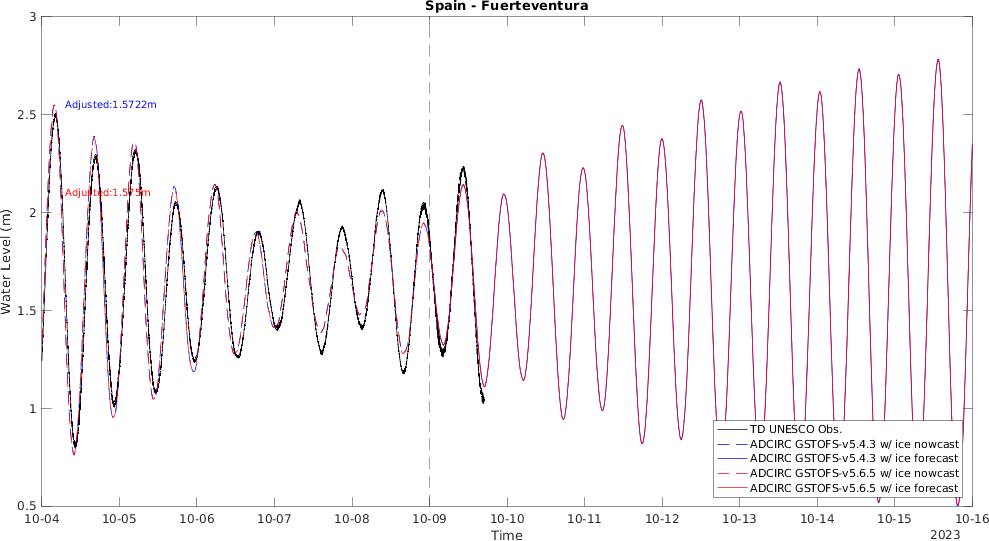 Spain - Fuerteventura
3
2.5
2
1.5
1
0.5
Water Level (m)
Adjusted:1.5722m
Adjusted:1.575m
TD UNESCO Obs.
ADCIRC GSTOFS-v5.4.3 w/ ice nowcast
ADCIRC GSTOFS-v5.4.3 w/ ice forecast
ADCIRC GSTOFS-v5.6.5 w/ ice nowcast
ADCIRC GSTOFS-v5.6.5 w/ ice forecast
10-04 10-05 10-06 10-07 10-08 10-09 10-10 10-11 10-12 10-13 10-14 10-15 10-16
Time
2023